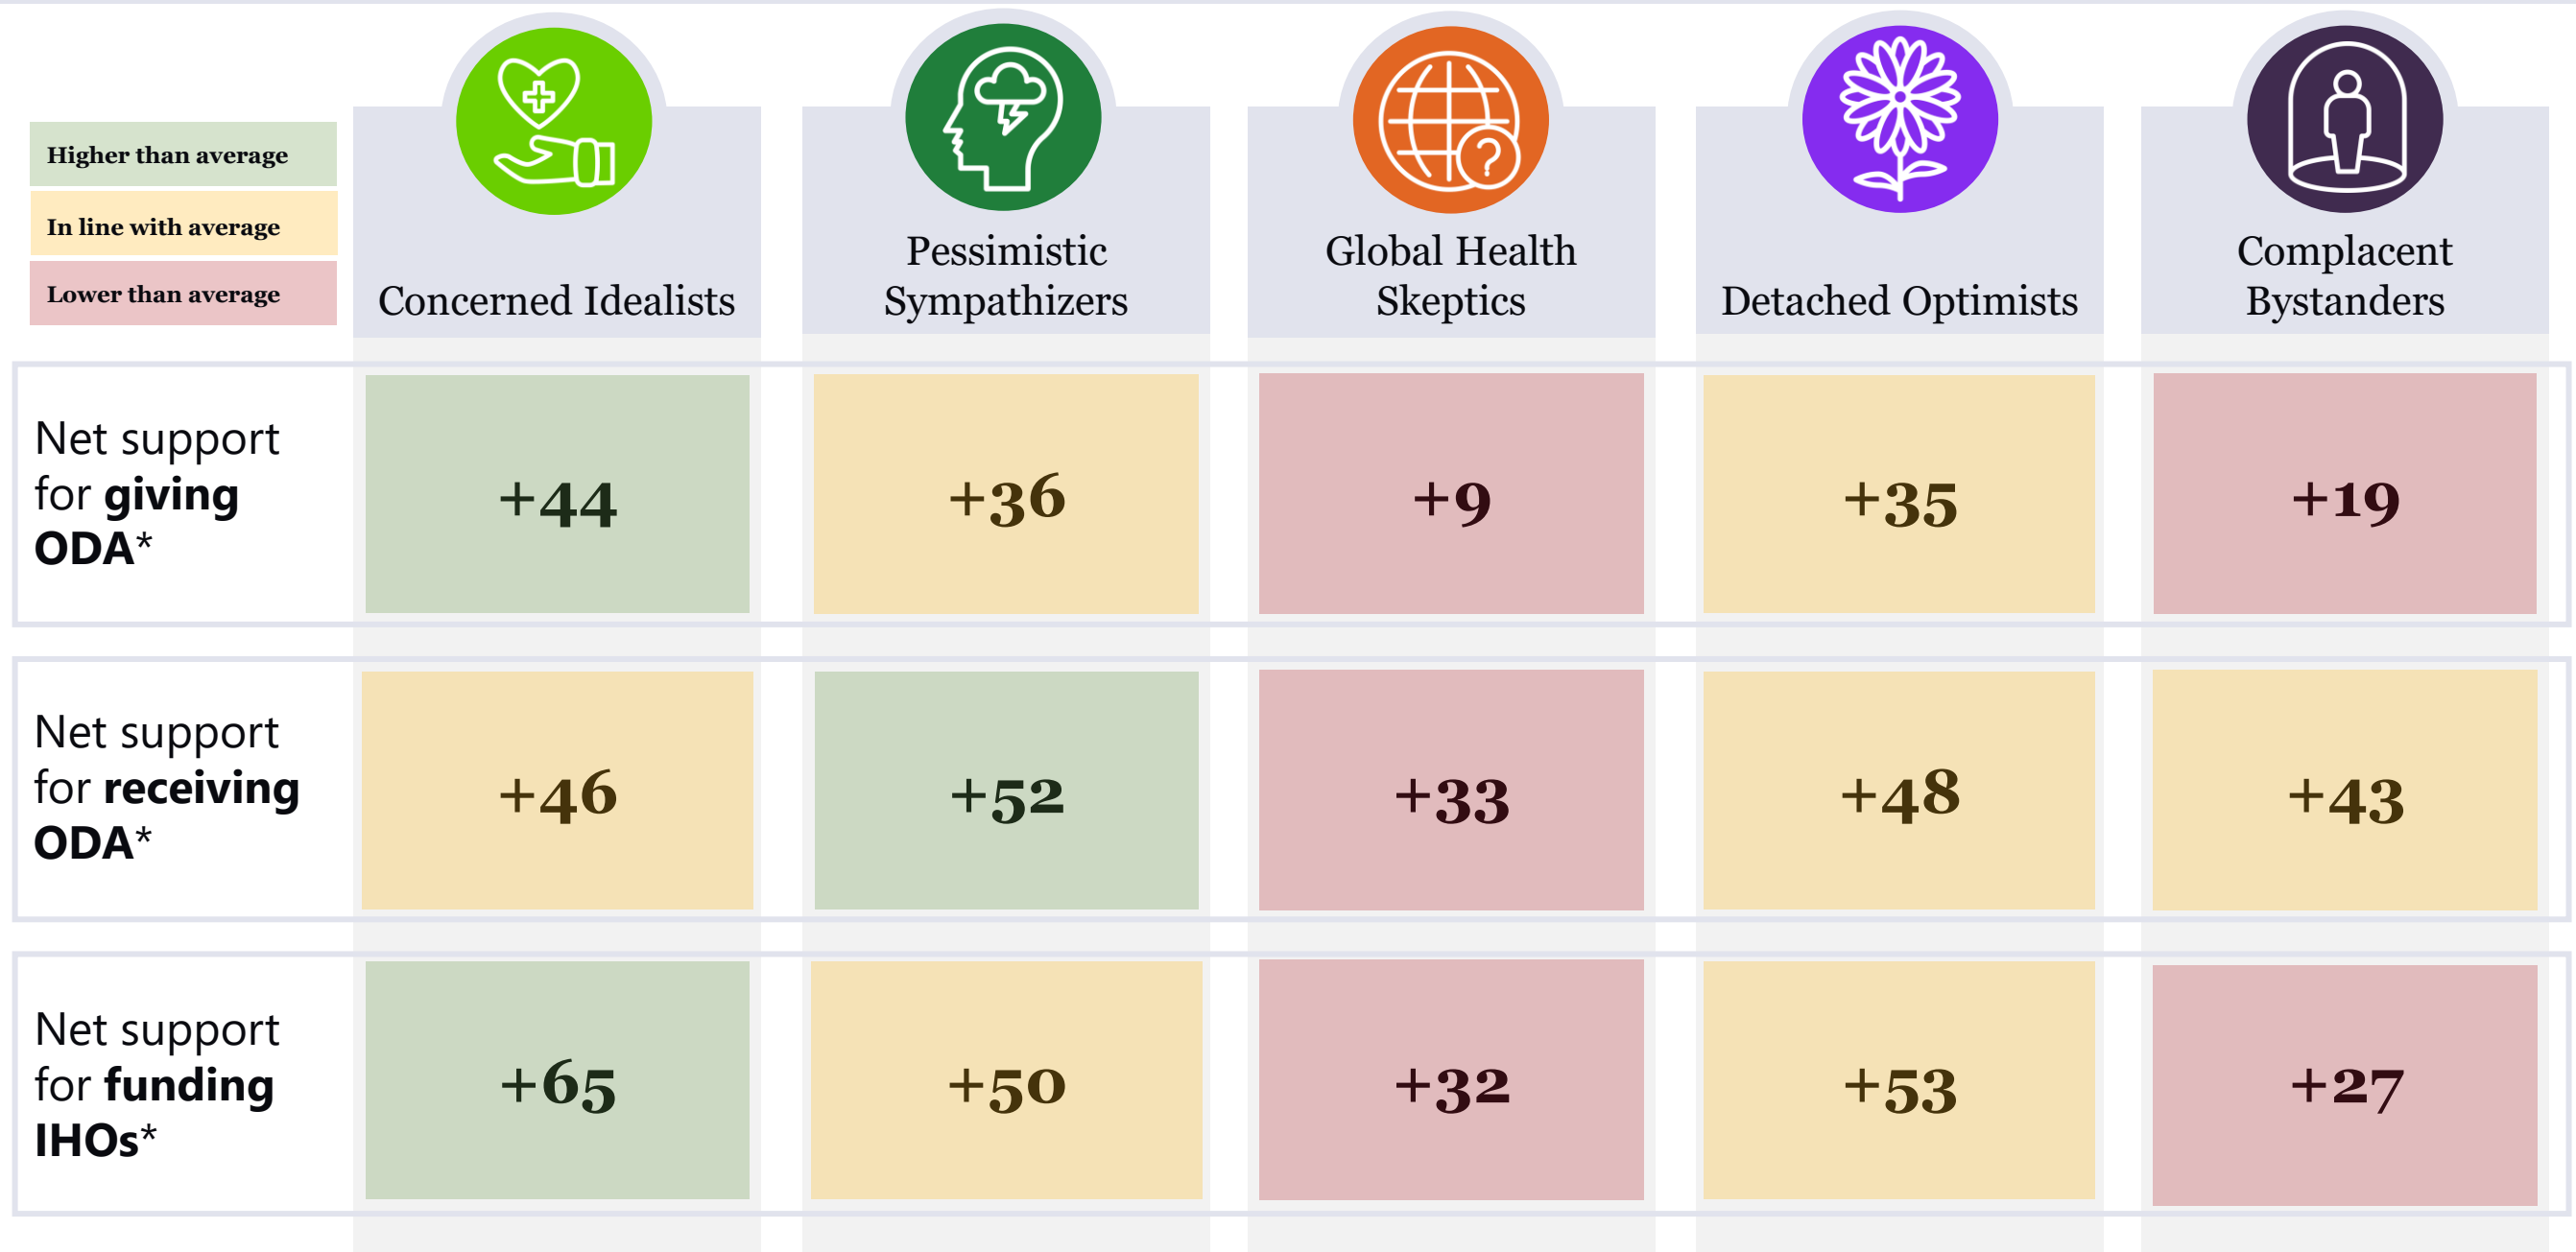 Higher than average
In line with average
Lower than average
Concerned Idealists
Pessimistic
Sympathizers
Global Health
Skeptics
Detached Optimists
Complacent
Bystanders
Net support
for giving
ODA*
+44
+36
+9
+35
+19
Net support
for receiving
ODA*
+46
+52
+33
+48
+43
Net support
for funding
IHOs*
+65
+50
+32
+53
+27